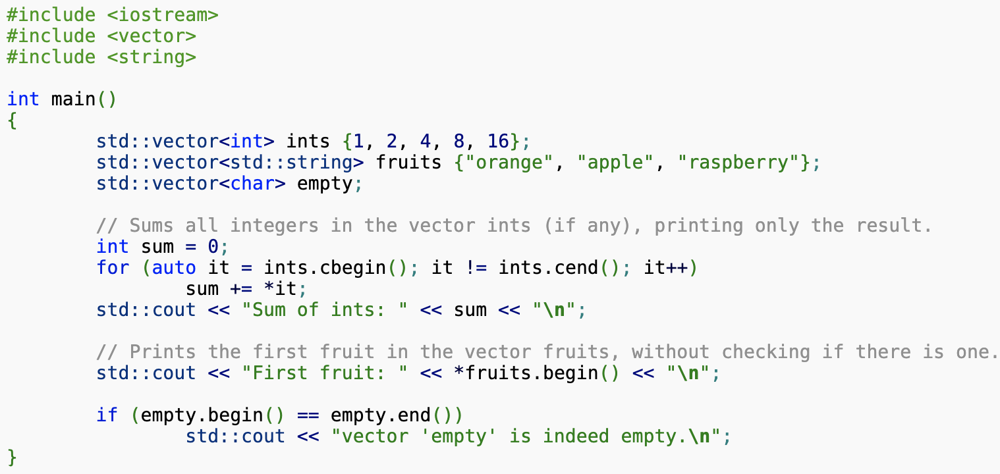 #include <iostream>
#include <vector>
#include <string>

int main()
{
        std::vector<int> ints {1, 2, 4, 8, 16};
        std::vector<std::string> fruits {"orange", "apple", "raspberry"};
        std::vector<char> empty;

        // Sums all integers in the vector ints (if any), printing only the result.
        int sum = 0;
        for (auto it = ints.cbegin(); it != ints.cend(); it++)
                sum += *it;
        std::cout << "Sum of ints: " << sum << "\n";

        // Prints the first fruit in the vector fruits, without checking if there is one.
        std::cout << "First fruit: " << *fruits.begin() << "\n";

        if (empty.begin() == empty.end())
                std::cout << "vector 'empty' is indeed empty.\n";
}